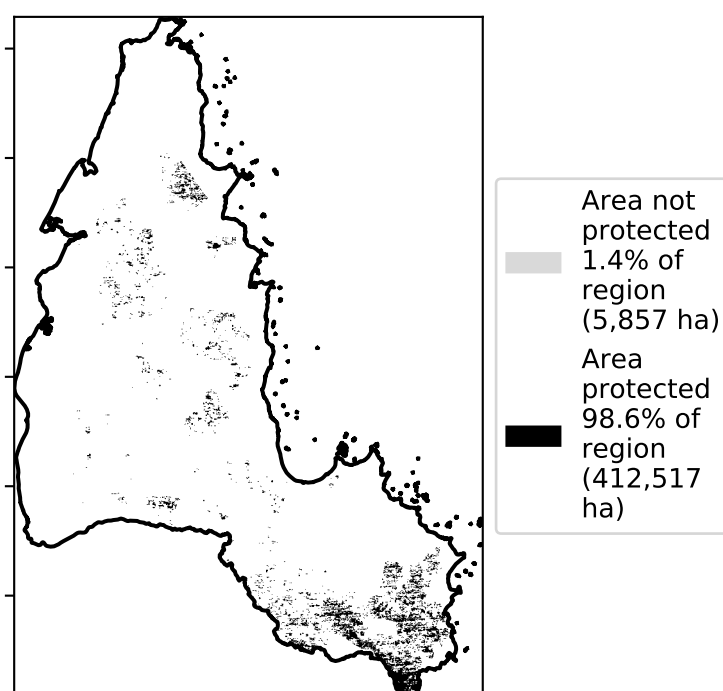 Area not
protected
1.4% of
region
(5,857 ha)
Area
protected
98.6% of
region
(412,517
ha)